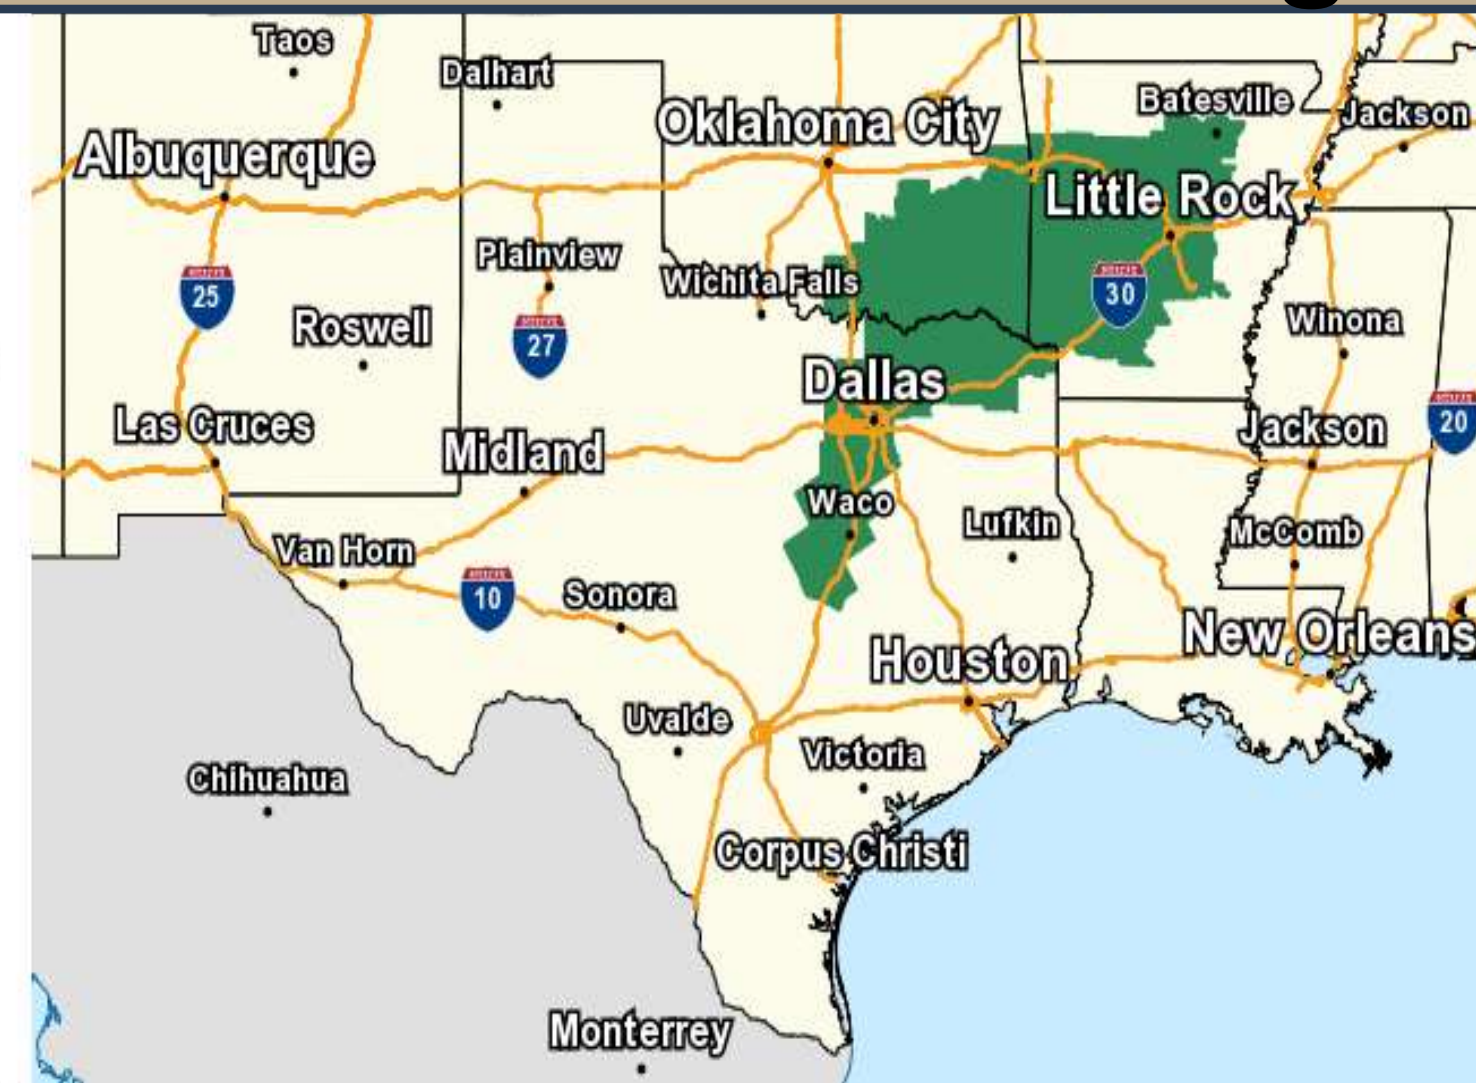 Taos
Dalhart
Batesville
Jackson
Oklahoma City
Albuquerque
Little Rock
Plainview
Wichita Falls
25
30
Roswell
27
Winona
Dallas
Las Cruces
Midland
Jackson
20
Waco
Lufkin
McComb
Van Horn
10
Sonora
New Orleans
Houston
Uvalde
Victoria
Chihuahua
Corpus Christi
Monterrey